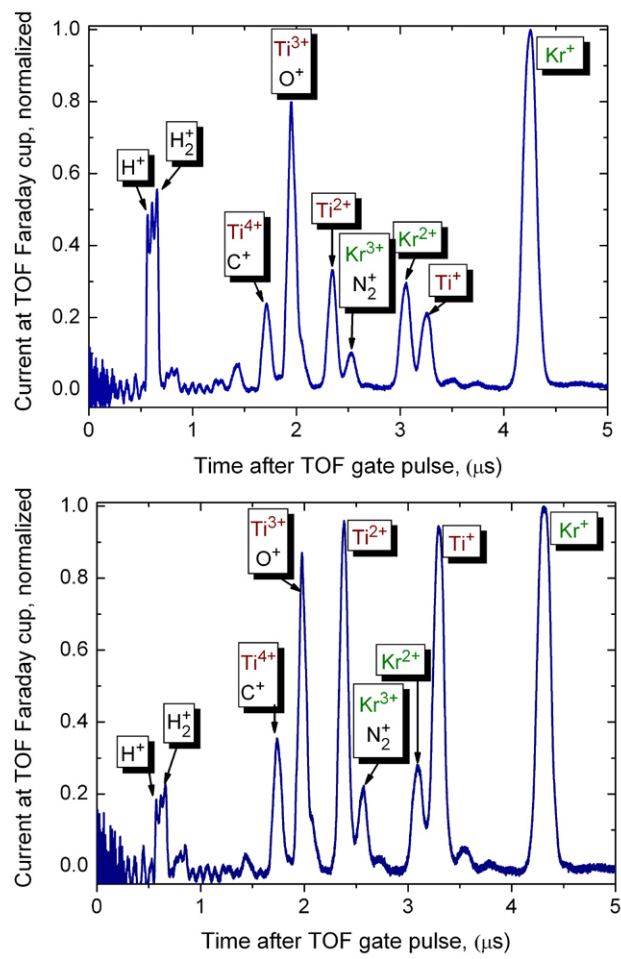 Current at TOF Faraday cup, normalized
1.0
0.8
0.6
0.4
0.2
0.0
H⁺
H₂⁺
Ti⁴⁺
C⁺
Ti³⁺
O⁺
Ti²⁺
Kr³⁺
N₂⁺
Kr²⁺
Ti⁺
Kr⁺
0 1 2 3 4 5
Time after TOF gate pulse, (μs)
Current at TOF Faraday cup, normalized
1.0
0.8
0.6
0.4
0.2
0.0
H⁺
H₂⁺
Ti⁴⁺
C⁺
Ti³⁺
O⁺
Ti²⁺
Kr³⁺
N₂⁺
Kr²⁺
Ti⁺
Kr⁺
0 1 2 3 4 5
Time after TOF gate pulse, (μs)